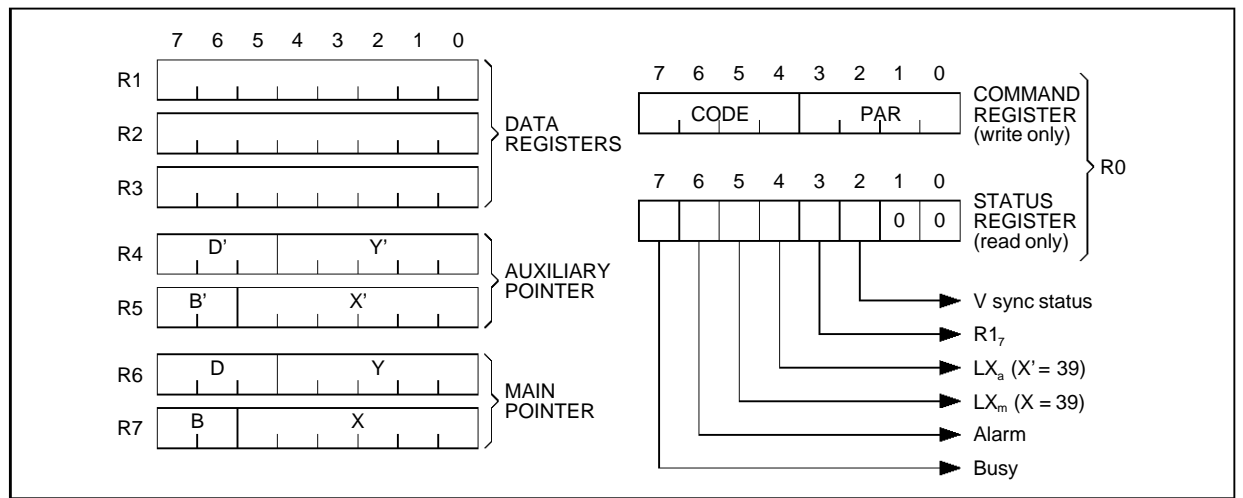 7 6 5 4 3 2 1 0
R1
R2
R3
DATA
REGISTERS
R4 D' Y'
R5 B' X'
AUXILIARY
POINTER
R6 D Y
R7 B X
MAIN
POINTER
7 6 5 4 3 2 1 0
CODE PAR
COMMAND
REGISTER
(write only)
7 6 5 4 3 2 1 0
0 0
STATUS
REGISTER
(read only)
R0
V sync status
R1₇
LXₐ (X' = 39)
LXₘ (X = 39)
Alarm
Busy